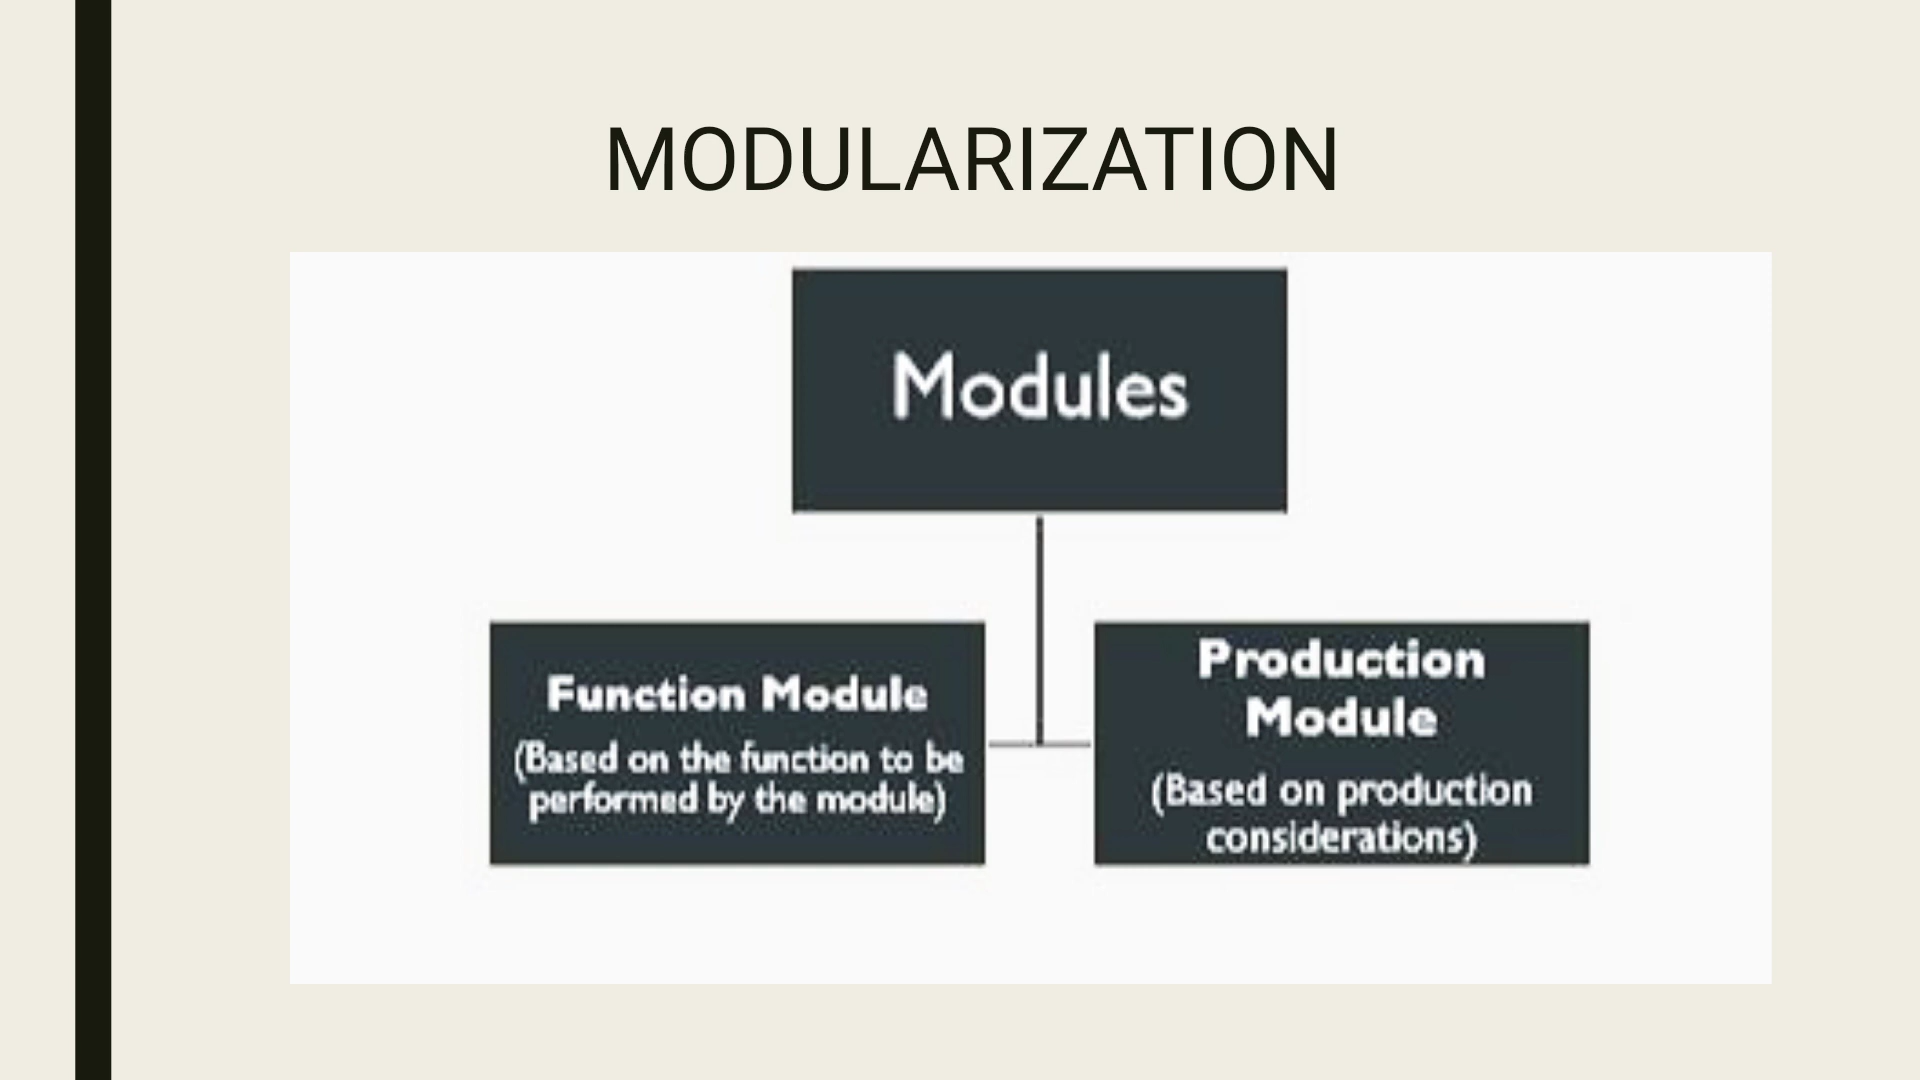 MODULARIZATION
Modules
Function Module
(Based on the function to be
performed by the module)
Production
Module
(Based on production
considerations)